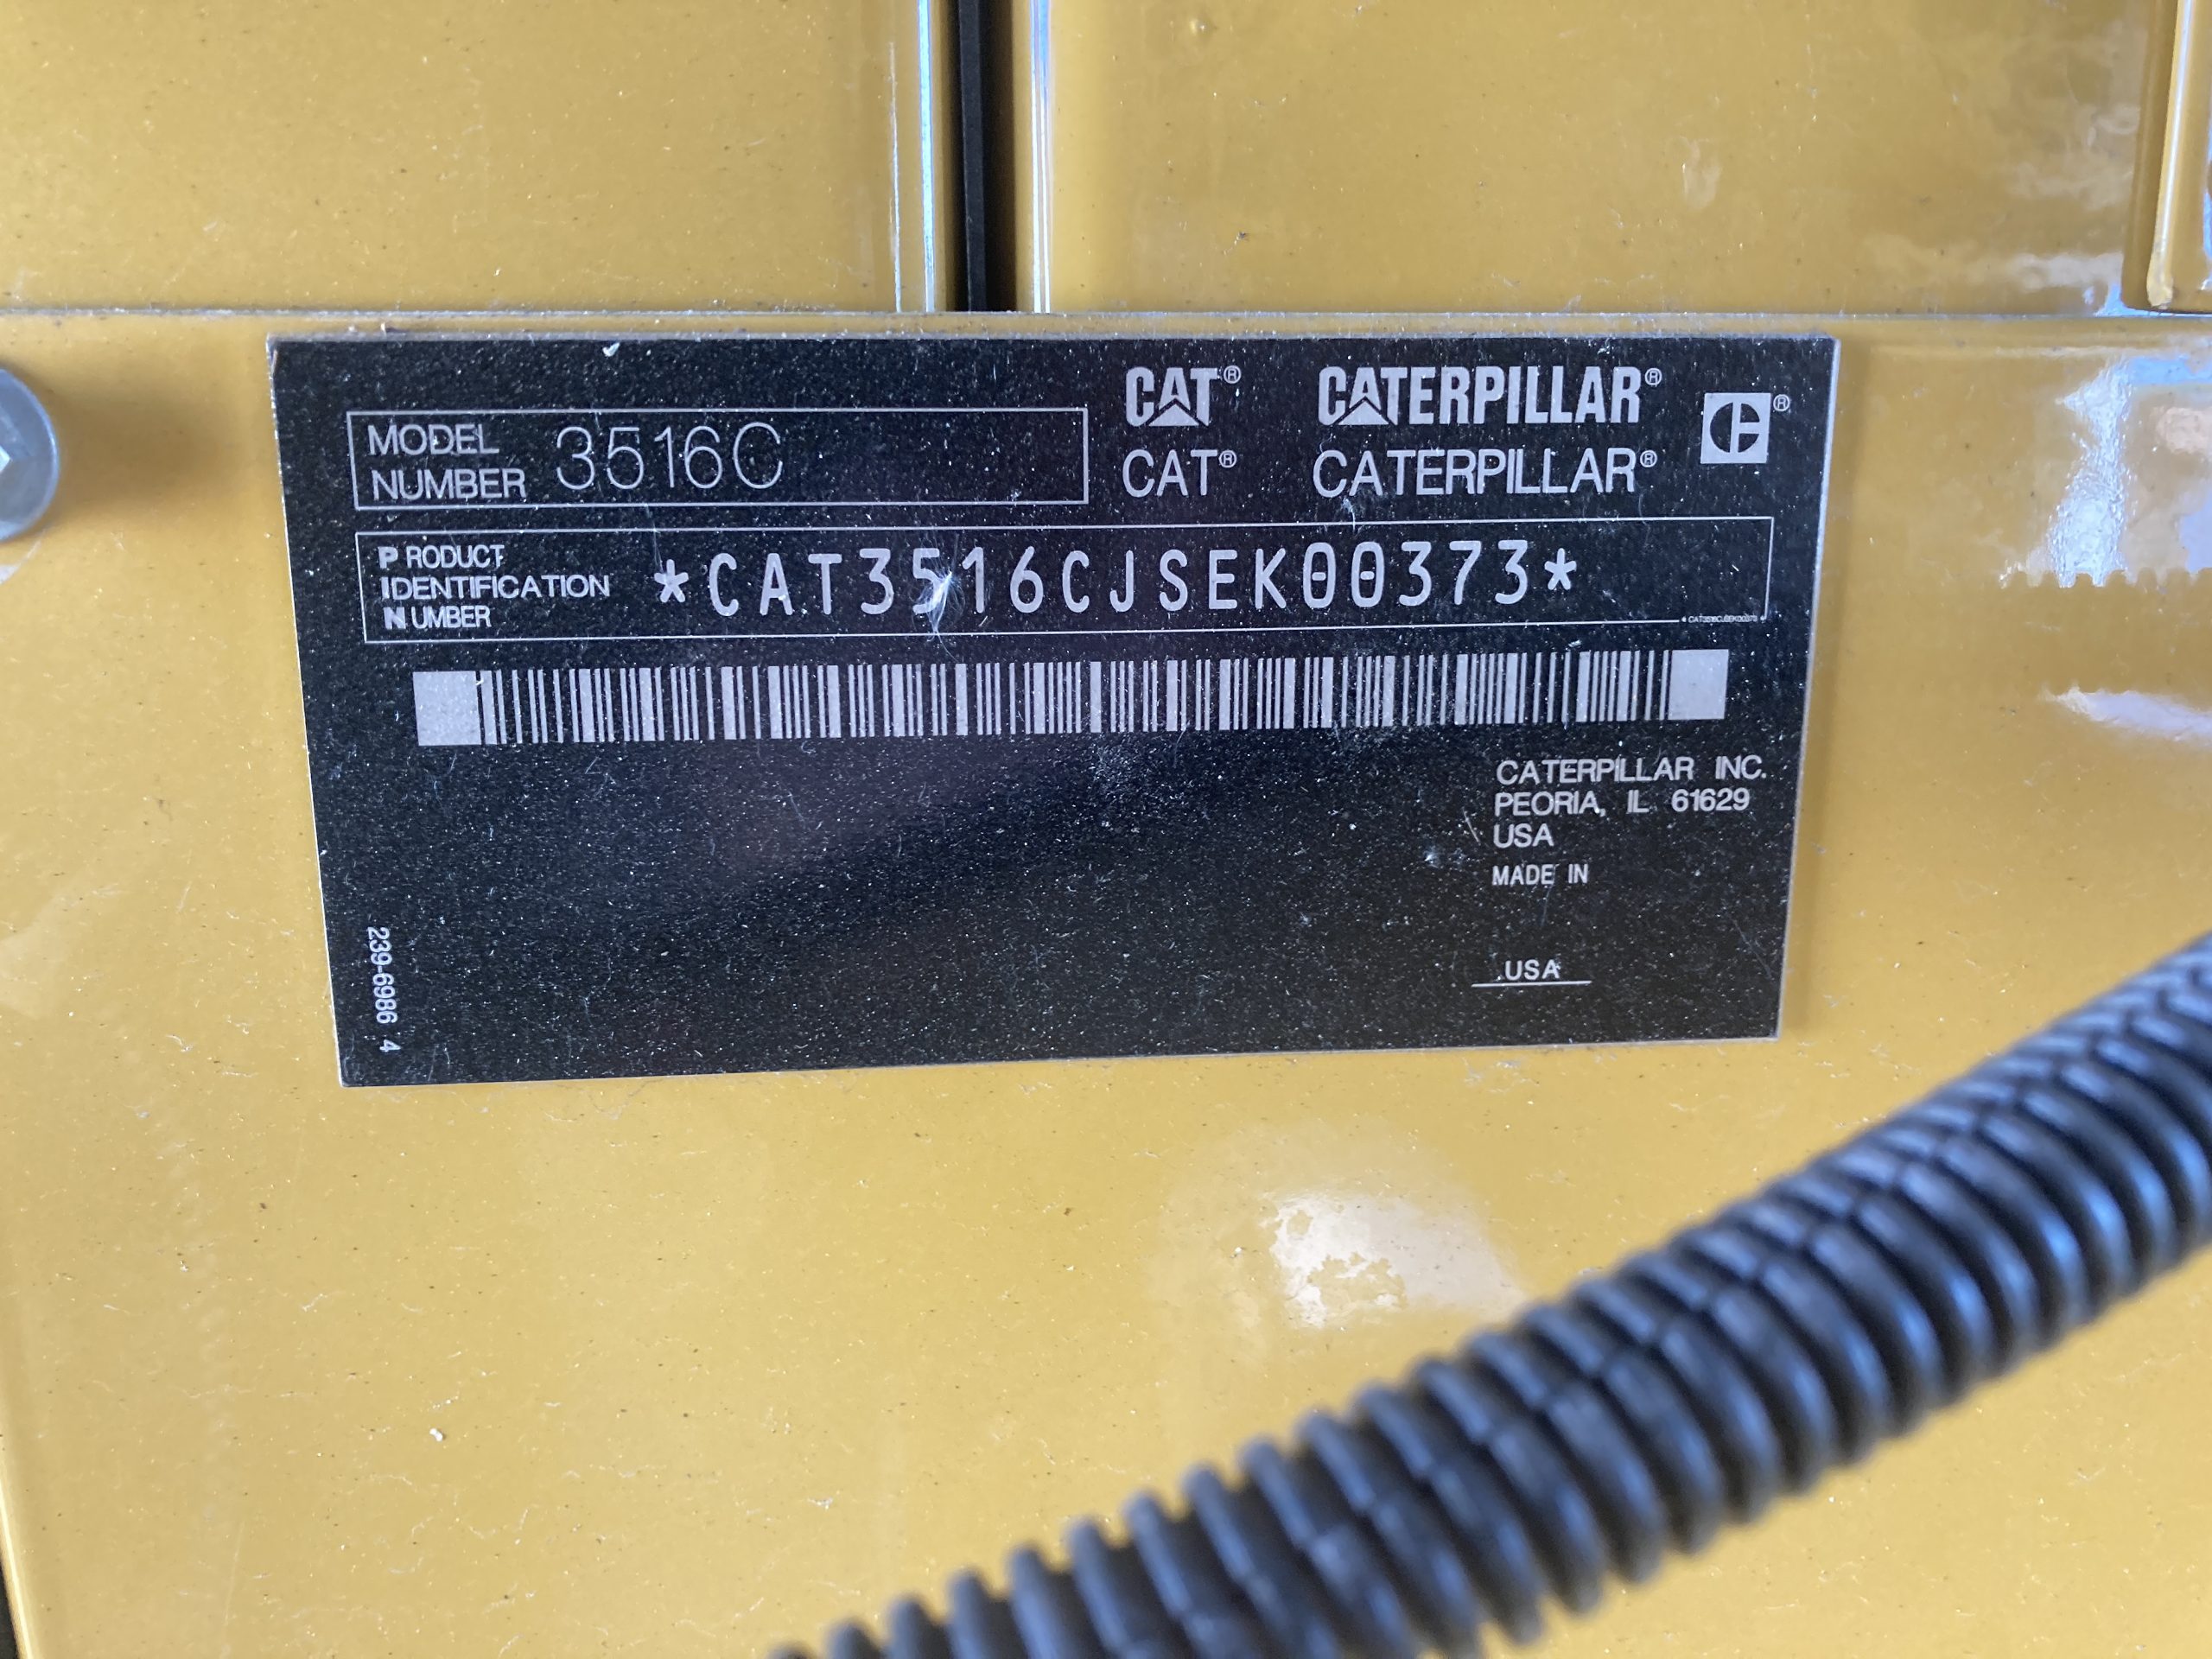 CAT® CATERPILLAR®
MODEL NUMBER 3516C
CAT® CATERPILLAR®
PRODUCT IDENTIFICATION NUMBER *CAT3516CJSEK00373*
CATERPILLAR INC.
PEORIA, IL 61629
USA
MADE IN
USA
239-6986 4